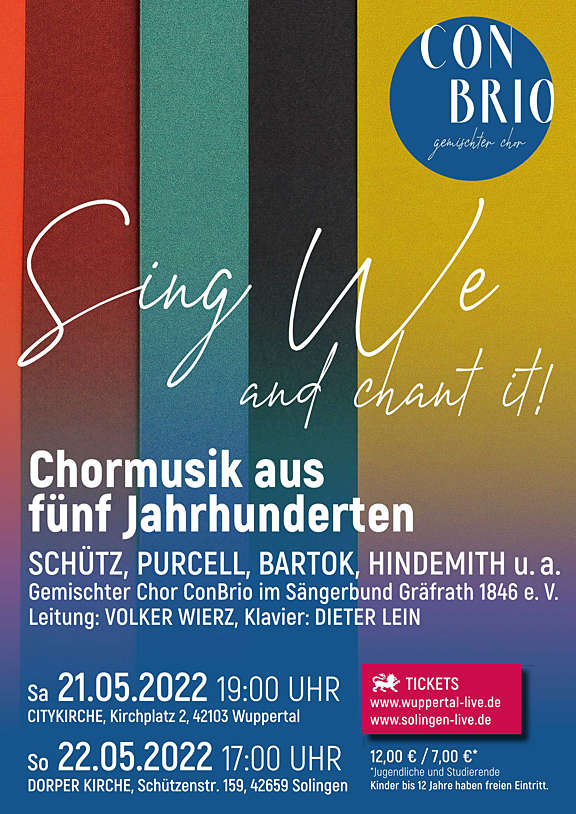 CON
BRIO
gemischter chor
Sing We
and chant it!
Chormusik aus
fünf Jahrhunderten
SCHÜTZ, PURCELL, BARTOK, HINDEMITH u. a.
Gemischter Chor ConBrio im Sängerbund Gräfrath 1846 e. V.
Leitung: VOLKER WIERZ, Klavier: DIETER LEIN
Sa 21.05.2022 19:00 UHR
CITYKIRCHE, Kirchplatz 2, 42103 Wuppertal
So 22.05.2022 17:00 UHR
DORPER KIRCHE, Schützenstr. 159, 42659 Solingen
TICKETS
www.wuppertal-live.de
www.solingen-live.de
12,00 € / 7,00 €*
*Jugendliche und Studierende
Kinder bis 12 Jahre haben freien Eintritt.